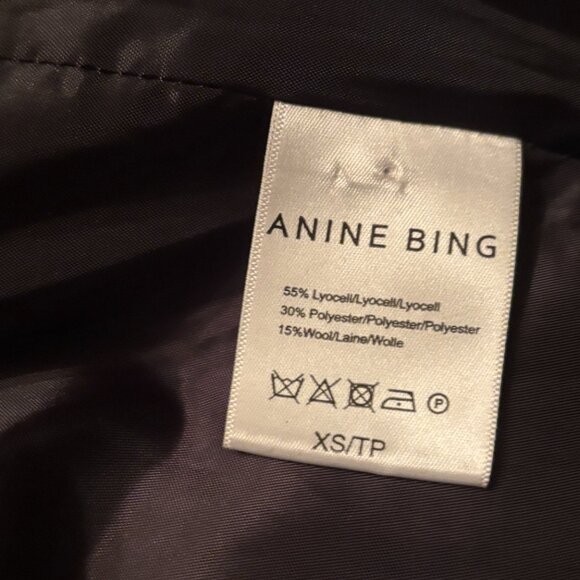 ANINE BING
55% Lyocell/Lyocell/Lyocell
30% Polyester/Polyester/Polyester
15%Wool/Laine/Wolle
P
XS/TP